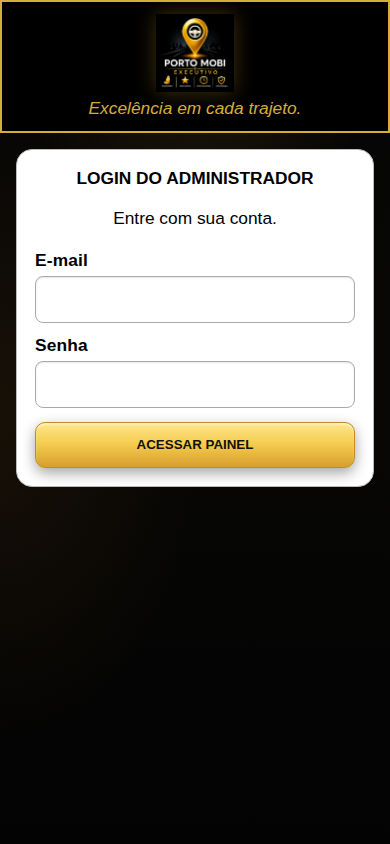 PORTO MOBI
EXECUTIVO
Excelência em cada trajeto.
LOGIN DO ADMINISTRADOR
Entre com sua conta.
E-mail
Senha
ACESSAR PAINEL